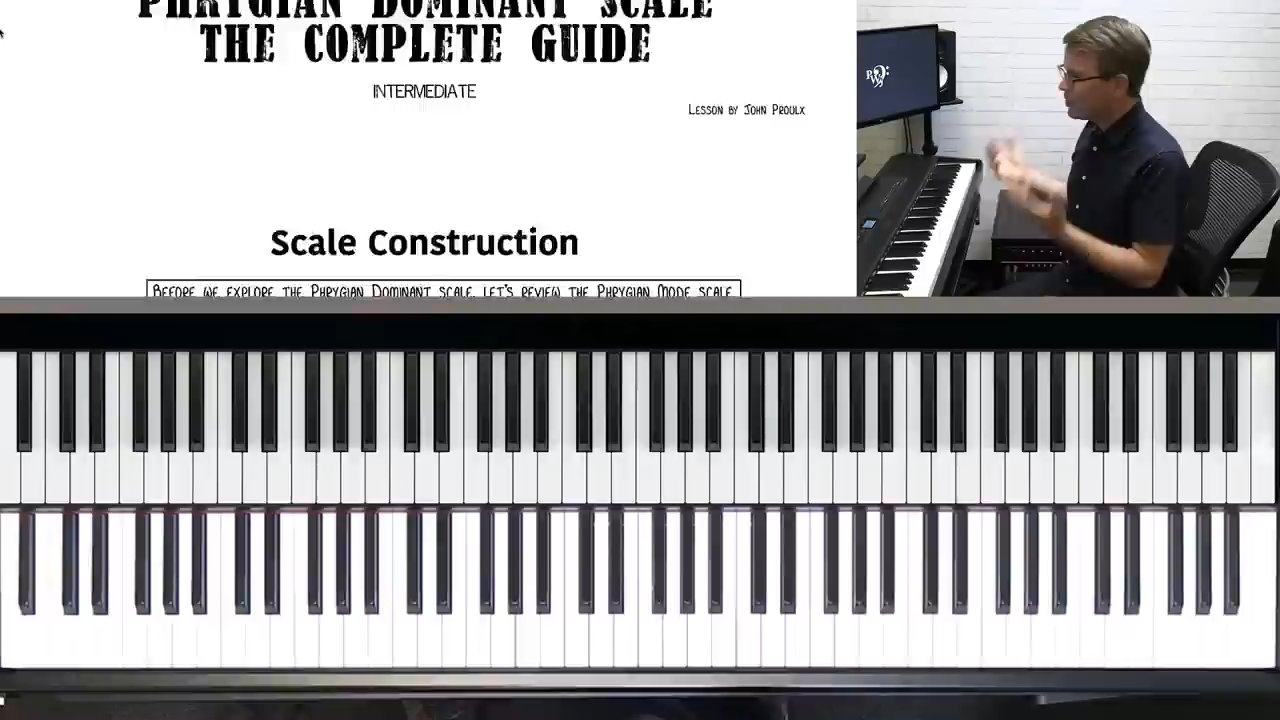 PHRYGIAN DOMINANT SCALE
THE COMPLETE GUIDE
INTERMEDIATE
LESSON BY JOHN PROULX
Scale Construction
BEFORE WE EXPLORE THE PHRYGIAN DOMINANT SCALE, LET'S REVIEW THE PHRYGIAN MODE SCALE